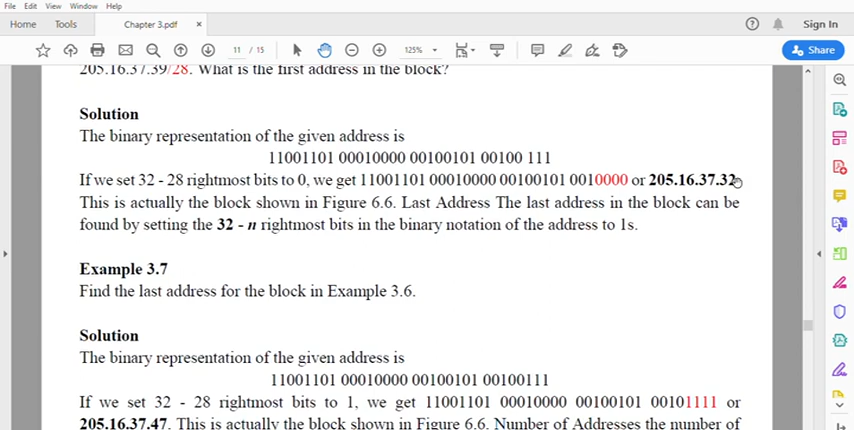 File Edit View Window Help
Home Tools Chapter 3.pdf × Sign In
11 / 15 125% Share
205.16.37.39/28. What is the first address in the block?
Solution
The binary representation of the given address is
11001101 00010000 00100101 00100 111
If we set 32 - 28 rightmost bits to 0, we get 11001101 00010000 00100101 0010000 or 205.16.37.32.
This is actually the block shown in Figure 6.6. Last Address The last address in the block can be
found by setting the 32 - n rightmost bits in the binary notation of the address to 1s.
Example 3.7
Find the last address for the block in Example 3.6.
Solution
The binary representation of the given address is
11001101 00010000 00100101 00100111
If we set 32 - 28 rightmost bits to 1, we get 11001101 00010000 00100101 00101111 or
205.16.37.47. This is actually the block shown in Figure 6.6. Number of Addresses the number of